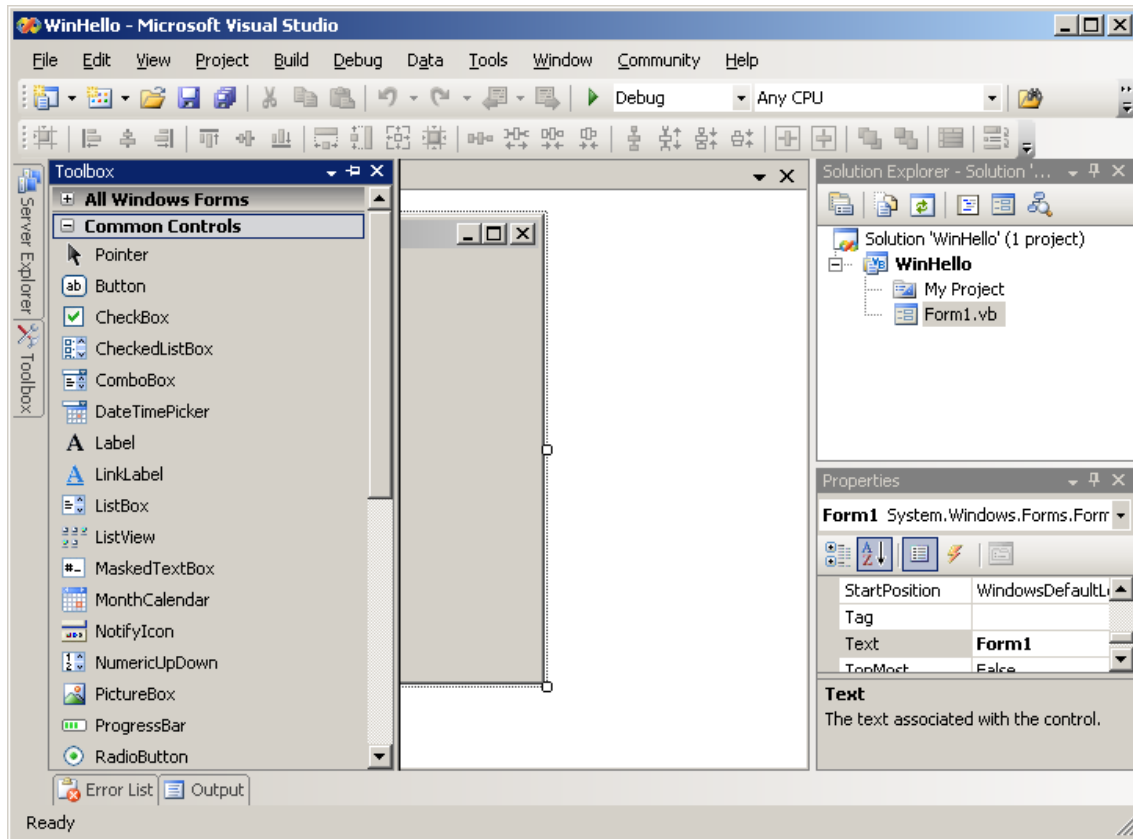 WinHello - Microsoft Visual Studio
File Edit View Project Build Debug Data Tools Window Community Help
Debug Any CPU
Server Explorer
Toolbox
Toolbox
All Windows Forms
Common Controls
Pointer
Button
CheckBox
CheckedListBox
ComboBox
DateTimePicker
Label
LinkLabel
ListBox
ListView
MaskedTextBox
MonthCalendar
NotifyIcon
NumericUpDown
PictureBox
ProgressBar
RadioButton
Solution Explorer - Solution '...
Solution 'WinHello' (1 project)
WinHello
My Project
Form1.vb
Properties
Form1 System.Windows.Forms.Form
StartPosition WindowsDefaultL
Tag
Text Form1
TopMost False
Text
The text associated with the control.
Error List Output
Ready